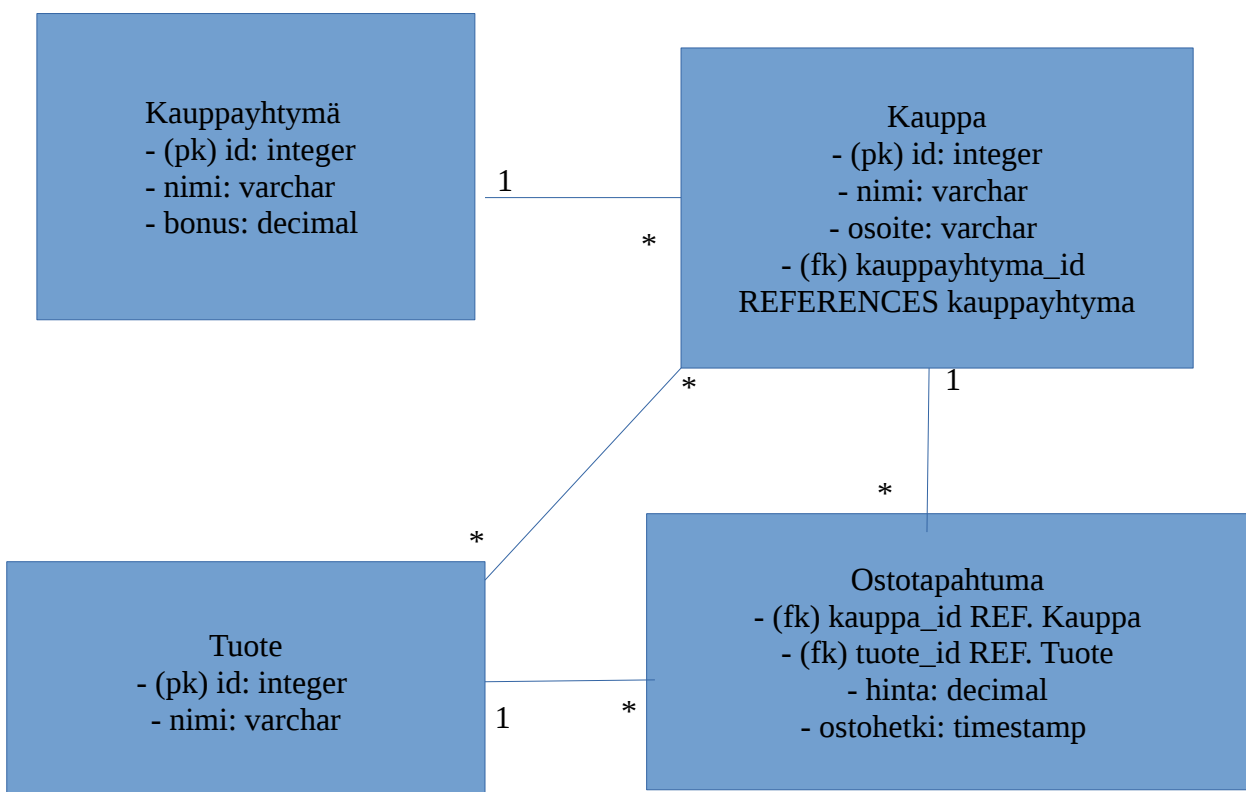 Kauppayhtymä
- (pk) id: integer
- nimi: varchar
- bonus: decimal
1
*
Kauppa
- (pk) id: integer
- nimi: varchar
- osoite: varchar
- (fk) kauppayhtyma_id
REFERENCES kauppayhtyma
*
1
*
*
Tuote
- (pk) id: integer
- nimi: varchar
1
*
Ostotapahtuma
- (fk) kauppa_id REF. Kauppa
- (fk) tuote_id REF. Tuote
- hinta: decimal
- ostohetki: timestamp